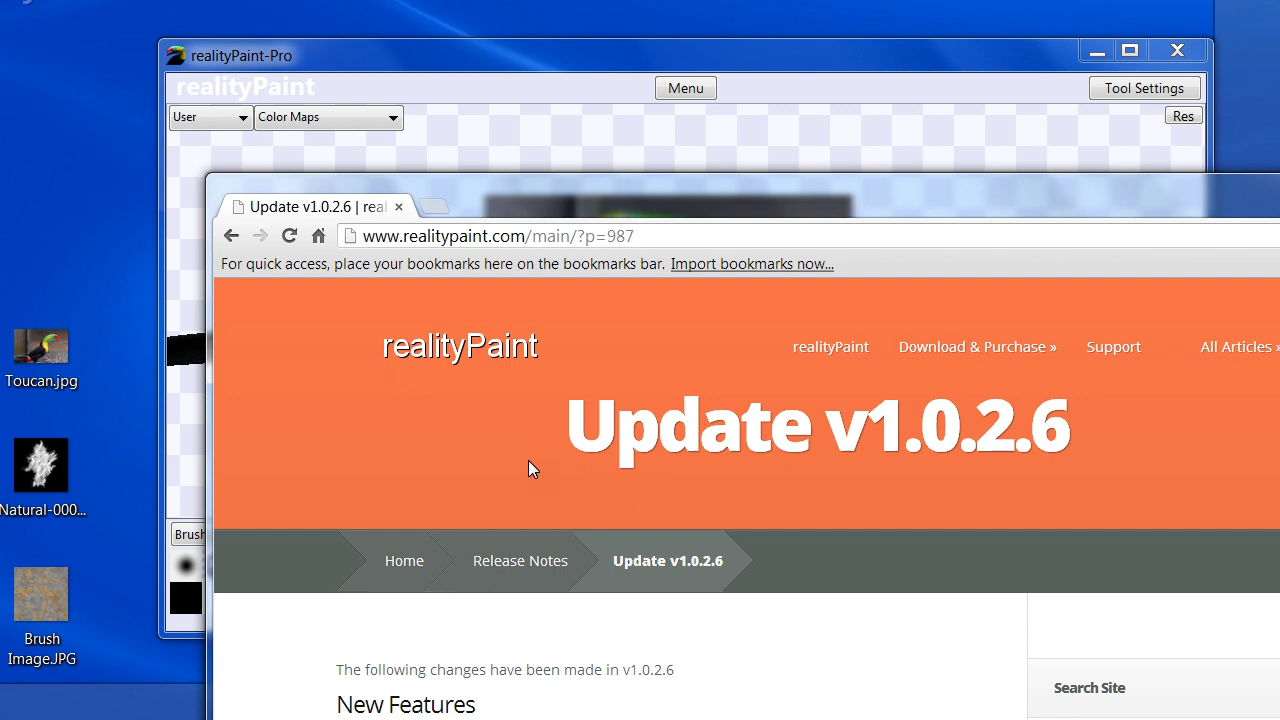 realityPaint-Pro
realityPaint
Menu
Tool Settings
User
Color Maps
Res
Update v1.0.2.6 | real
www.realitypaint.com/main/?p=987
For quick access, place your bookmarks here on the bookmarks bar. Import bookmarks now...
realityPaint
realityPaint
Download & Purchase »
Support
All Articles »
Update v1.0.2.6
Toucan.jpg
Natural-000...
Brush
Home
Release Notes
Update v1.0.2.6
Brush
Image.JPG
The following changes have been made in v1.0.2.6
New Features
Search Site